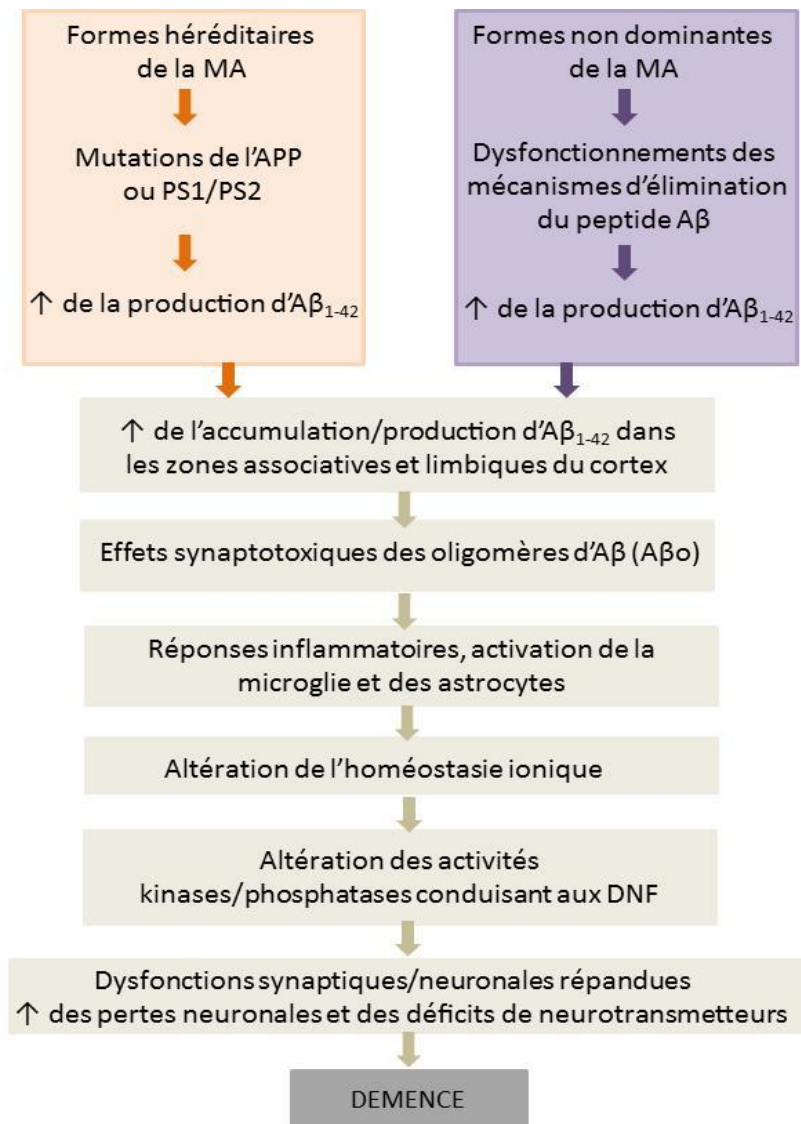 Formes héréditaires
de la MA
Mutations de l'APP
ou PS1/PS2
↑ de la production d'Aβ1-42
Formes non dominantes
de la MA
Dysfonctionnements des
mécanismes d'élimination
du peptide Aβ
↑ de la production d'Aβ1-42
↑ de l'accumulation/production d'Aβ1-42 dans
les zones associatives et limbiques du cortex
Effets synaptotoxiques des oligomères d'Aβ (Aβo)
Réponses inflammatoires, activation de la
microglie et des astrocytes
Altération de l'homéostasie ionique
Altération des activités
kinases/phosphatases conduisant aux DNF
Dysfonctions synaptiques/neuronales répandues
↑ des pertes neuronales et des déficits de neurotransmetteurs
DEMENCE